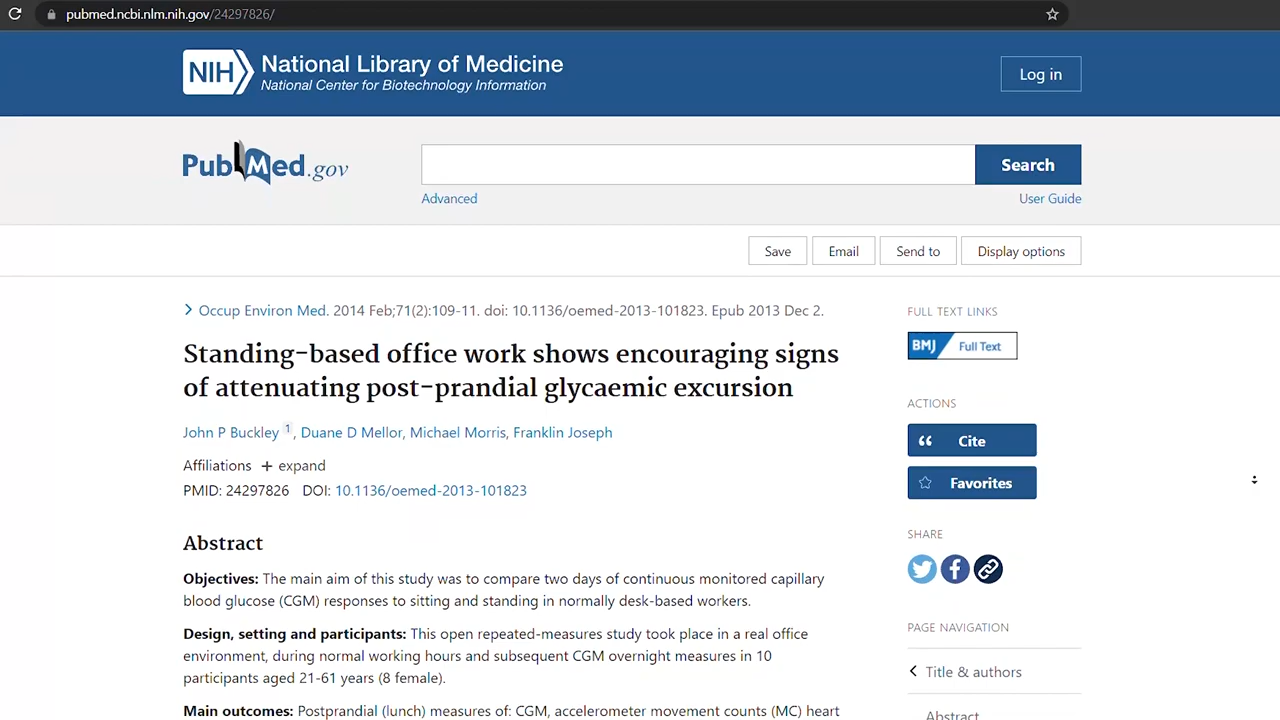 pubmed.ncbi.nlm.nih.gov/24297826/
NIH National Library of Medicine
National Center for Biotechnology Information
Log in
PubMed.gov
Search
Advanced
User Guide
Save
Email
Send to
Display options
Occup Environ Med. 2014 Feb;71(2):109-11. doi: 10.1136/oemed-2013-101823. Epub 2013 Dec 2.
Standing-based office work shows encouraging signs
of attenuating post-prandial glycaemic excursion
John P Buckley 1, Duane D Mellor, Michael Morris, Franklin Joseph
Affiliations + expand
PMID: 24297826 DOI: 10.1136/oemed-2013-101823
Abstract
Objectives: The main aim of this study was to compare two days of continuous monitored capillary
blood glucose (CGM) responses to sitting and standing in normally desk-based workers.
Design, setting and participants: This open repeated-measures study took place in a real office
environment, during normal working hours and subsequent CGM overnight measures in 10
participants aged 21-61 years (8 female).
Main outcomes: Postprandial (lunch) measures of: CGM, accelerometer movement counts (MC) heart
FULL TEXT LINKS
BMJ Full Text
ACTIONS
Cite
Favorites
SHARE
PAGE NAVIGATION
Title & authors
Abstract